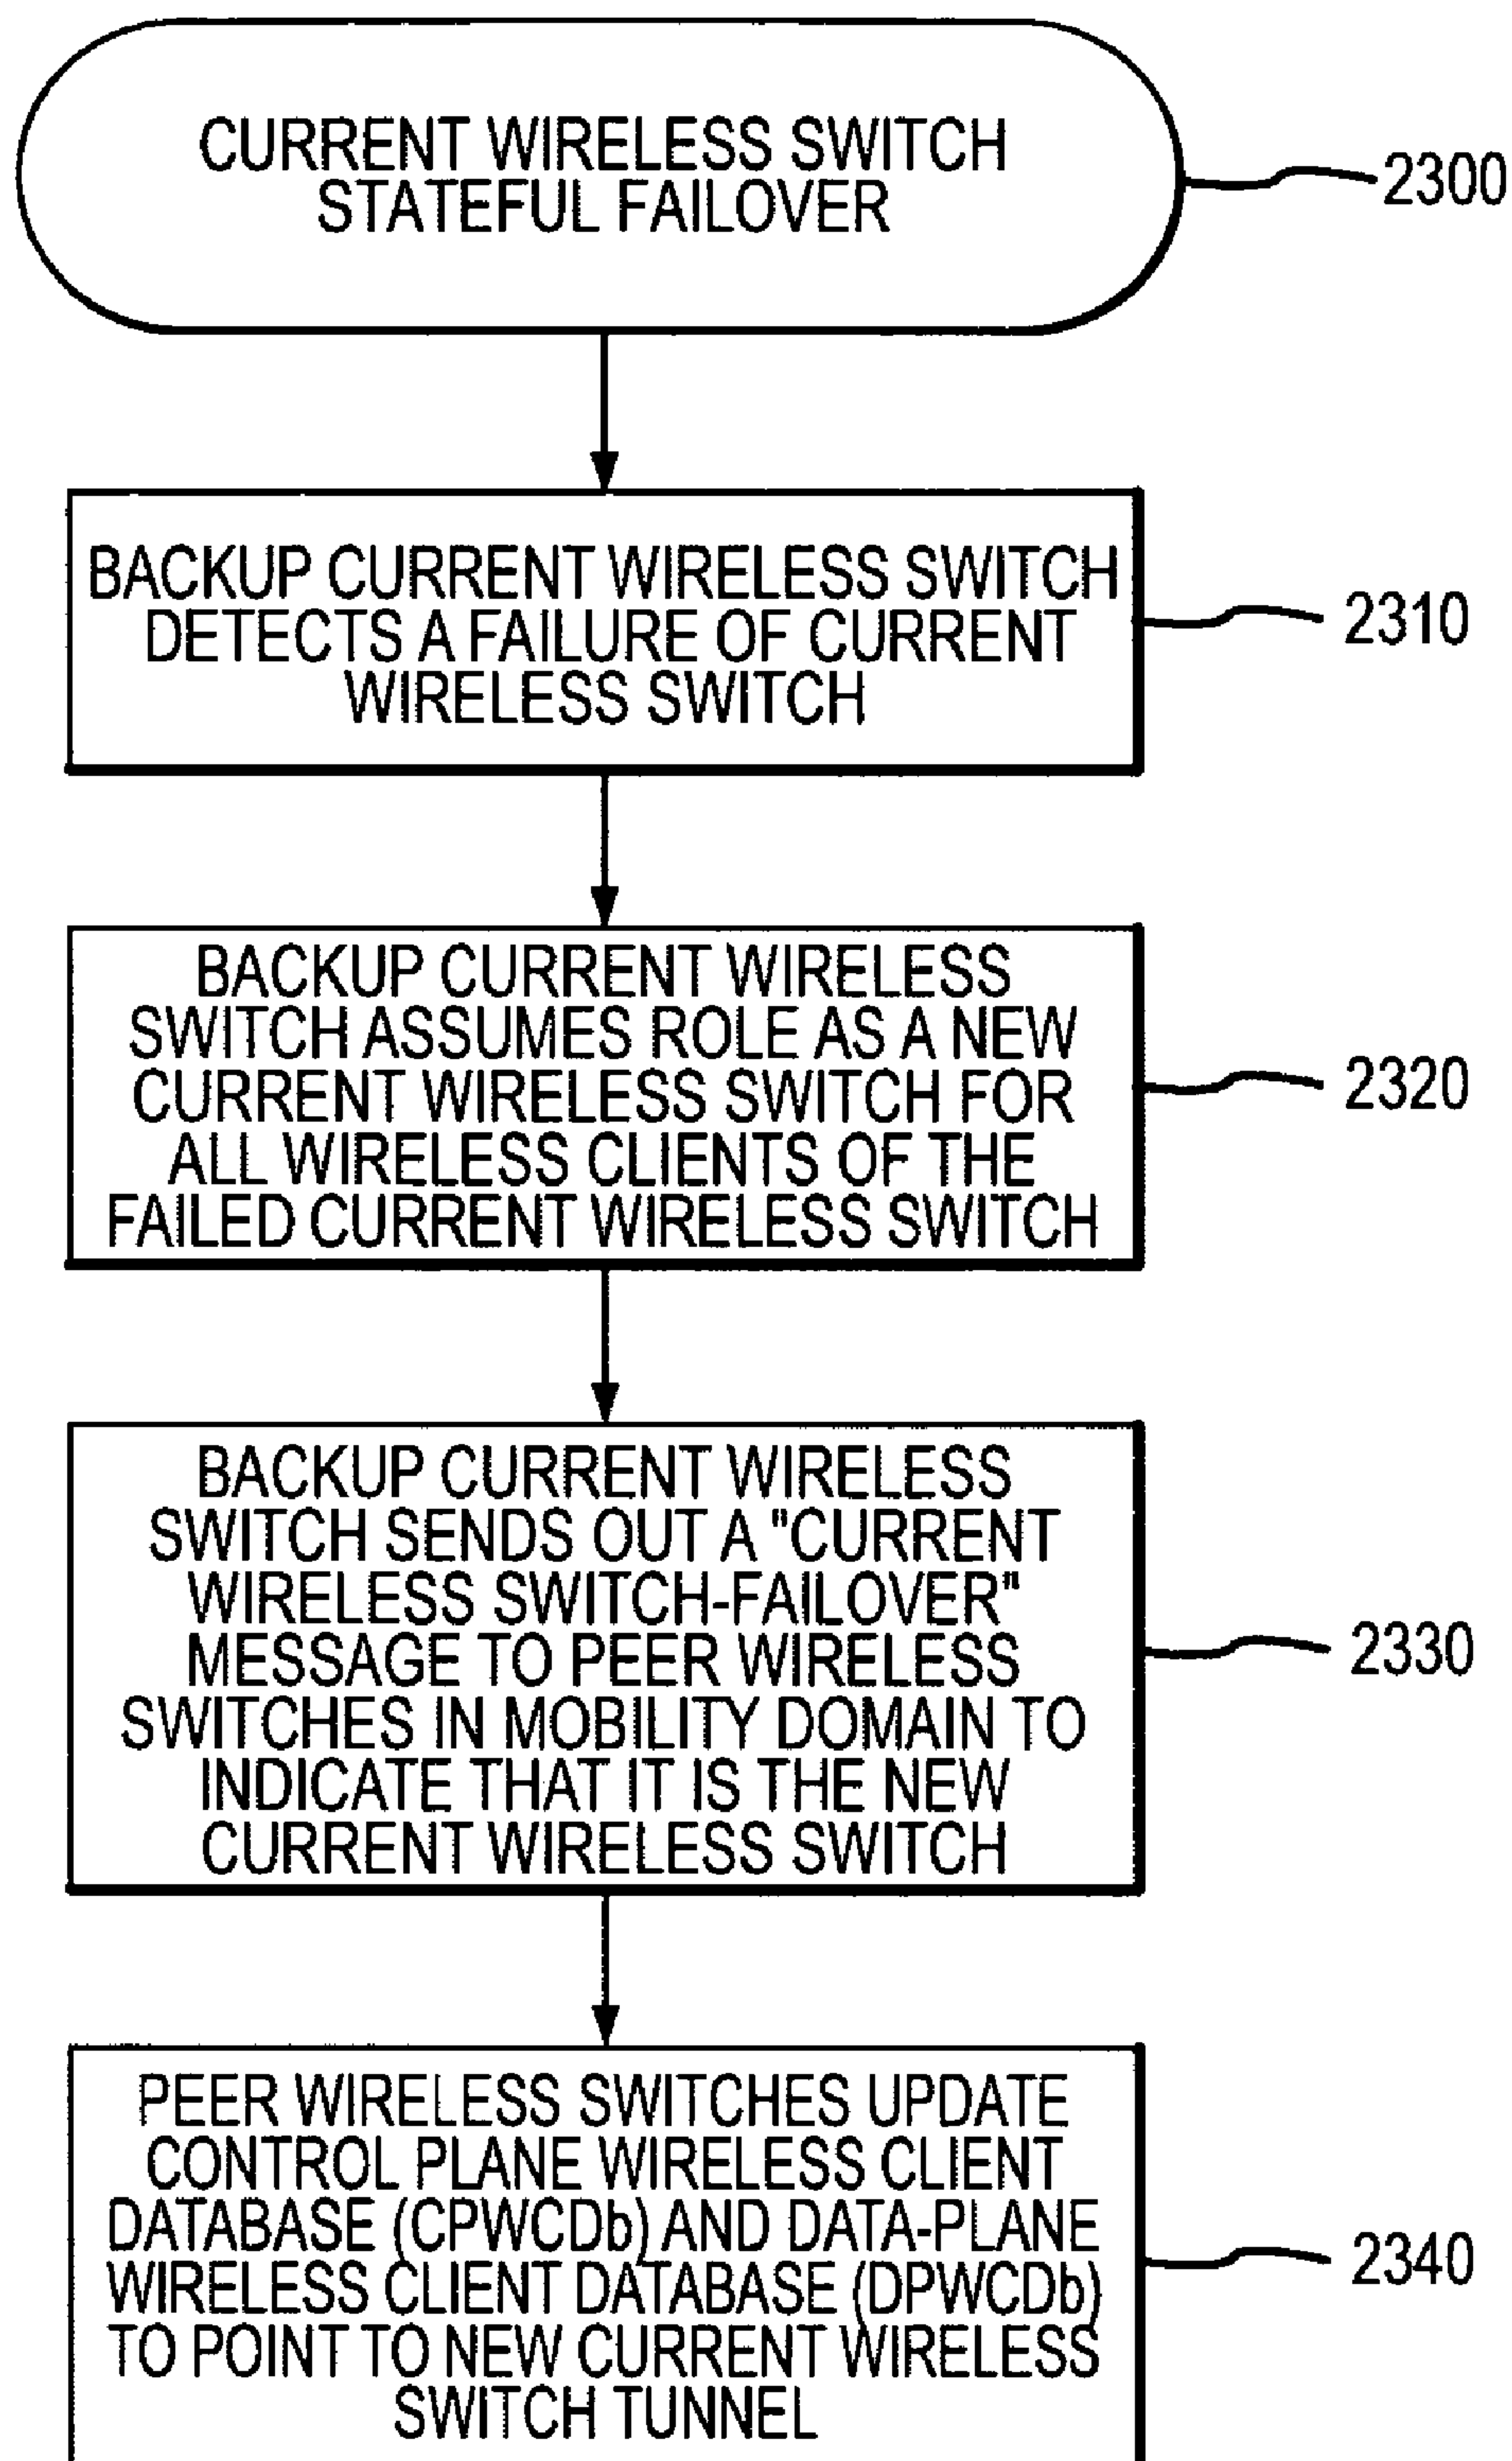 CURRENT WIRELESS SWITCH
STATEFUL FAILOVER
2300
BACKUP CURRENT WIRELESS SWITCH
DETECTS A FAILURE OF CURRENT
WIRELESS SWITCH
2310
BACKUP CURRENT WIRELESS
SWITCH ASSUMES ROLE AS A NEW
CURRENT WIRELESS SWITCH FOR
ALL WIRELESS CLIENTS OF THE
FAILED CURRENT WIRELESS SWITCH
2320
BACKUP CURRENT WIRELESS
SWITCH SENDS OUT A "CURRENT
WIRELESS SWITCH-FAILOVER"
MESSAGE TO PEER WIRELESS
SWITCHES IN MOBILITY DOMAIN TO
INDICATE THAT IT IS THE NEW
CURRENT WIRELESS SWITCH
2330
PEER WIRELESS SWITCHES UPDATE
CONTROL PLANE WIRELESS CLIENT
DATABASE (CPWCDb) AND DATA-PLANE
WIRELESS CLIENT DATABASE (DPWCDb)
TO POINT TO NEW CURRENT WIRELESS
SWITCH TUNNEL
2340